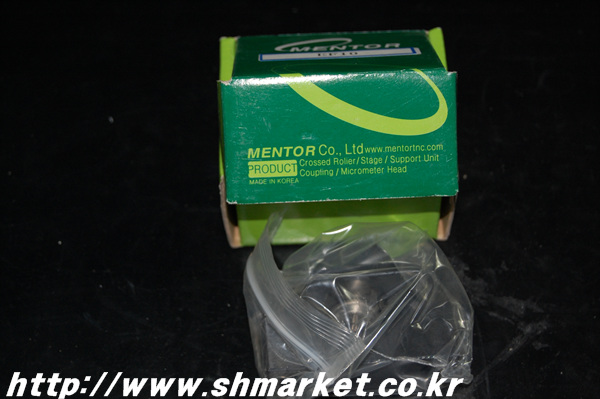 MENTOR
MENTOR Co., Ltd www.mentortnc.com
PRODUCT
Crossed Roller / Stage / Support Unit
Coupling / Micrometer Head
MADE IN KOREA
http://www.shmarket.co.kr